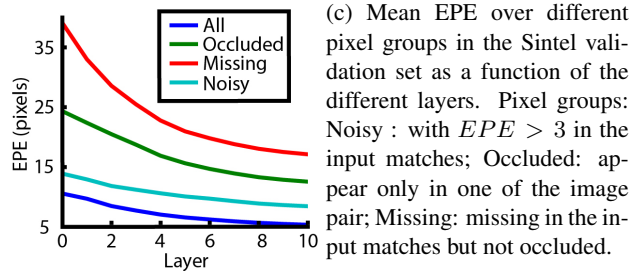 All
Occluded
Missing
Noisy
EPE (pixels)
35
25
15
5
0 2 4 6 8 10
Layer
(c) Mean EPE over different
pixel groups in the Sintel vali-
dation set as a function of the
different layers. Pixel groups:
Noisy : with EPE > 3 in the
input matches; Occluded: ap-
pear only in one of the image
pair; Missing: missing in the in-
put matches but not occluded.